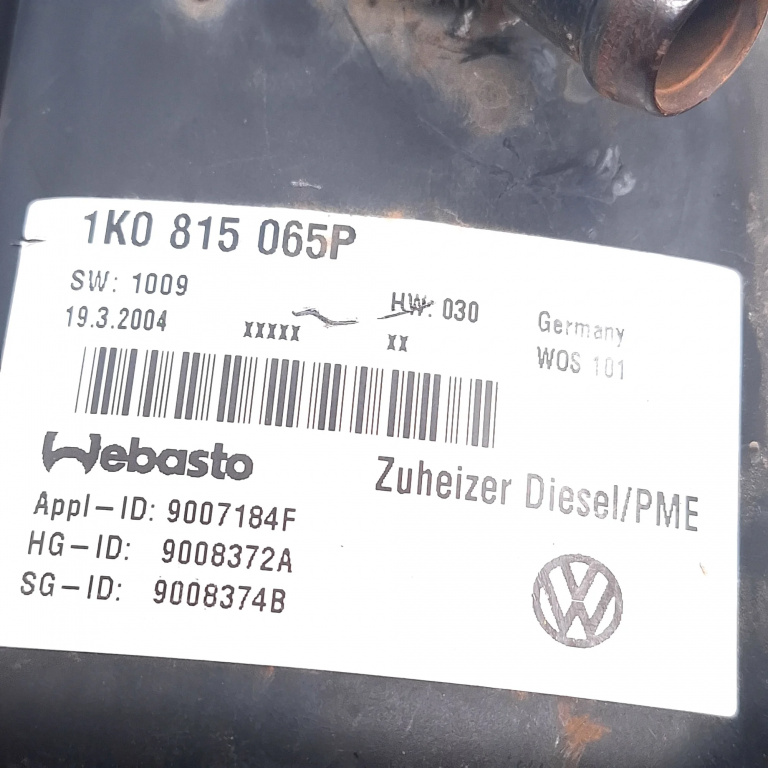 1K0 815 065P
SW: 1009 HW: 030 Germany
19.3.2004 XXXXX XX WOS 101
Webasto Zuheizer Diesel/PME
Appl-ID: 9007184F
HG-ID: 9008372A
SG-ID: 9008374B
VW